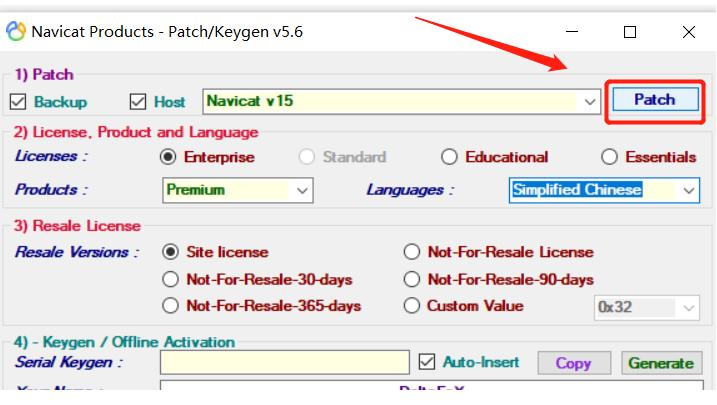 Navicat Products - Patch/Keygen v5.6
1) Patch
Backup Host Navicat v15 Patch
2) License, Product and Language
Licenses : Enterprise Standard Educational Essentials
Products : Premium Languages : Simplified Chinese
3) Resale License
Resale Versions : Site license Not-For-Resale License
Not-For-Resale-30-days Not-For-Resale-90-days
Not-For-Resale-365-days Custom Value 0x32
4) - Keygen / Offline Activation
Serial Keygen : Auto-Insert Copy Generate